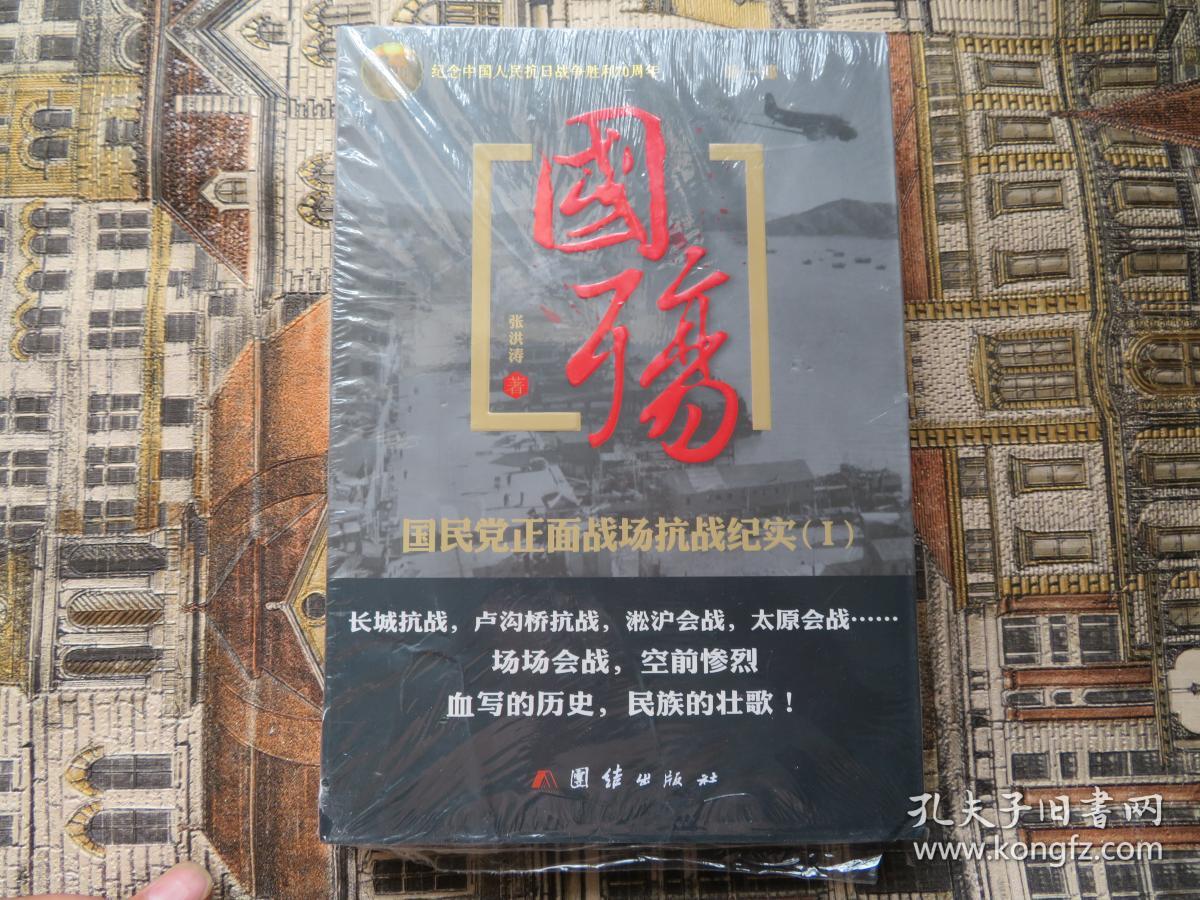 纪念中国人民抗日战争胜利70周年
國殤
张洪涛
著
国民党正面战场抗战纪实(I)
长城抗战，卢沟桥抗战，淞沪会战，太原会战……
场场会战，空前惨烈
血写的历史，民族的壮歌！
團结出版社
孔夫子旧书网
www.kongfz.com